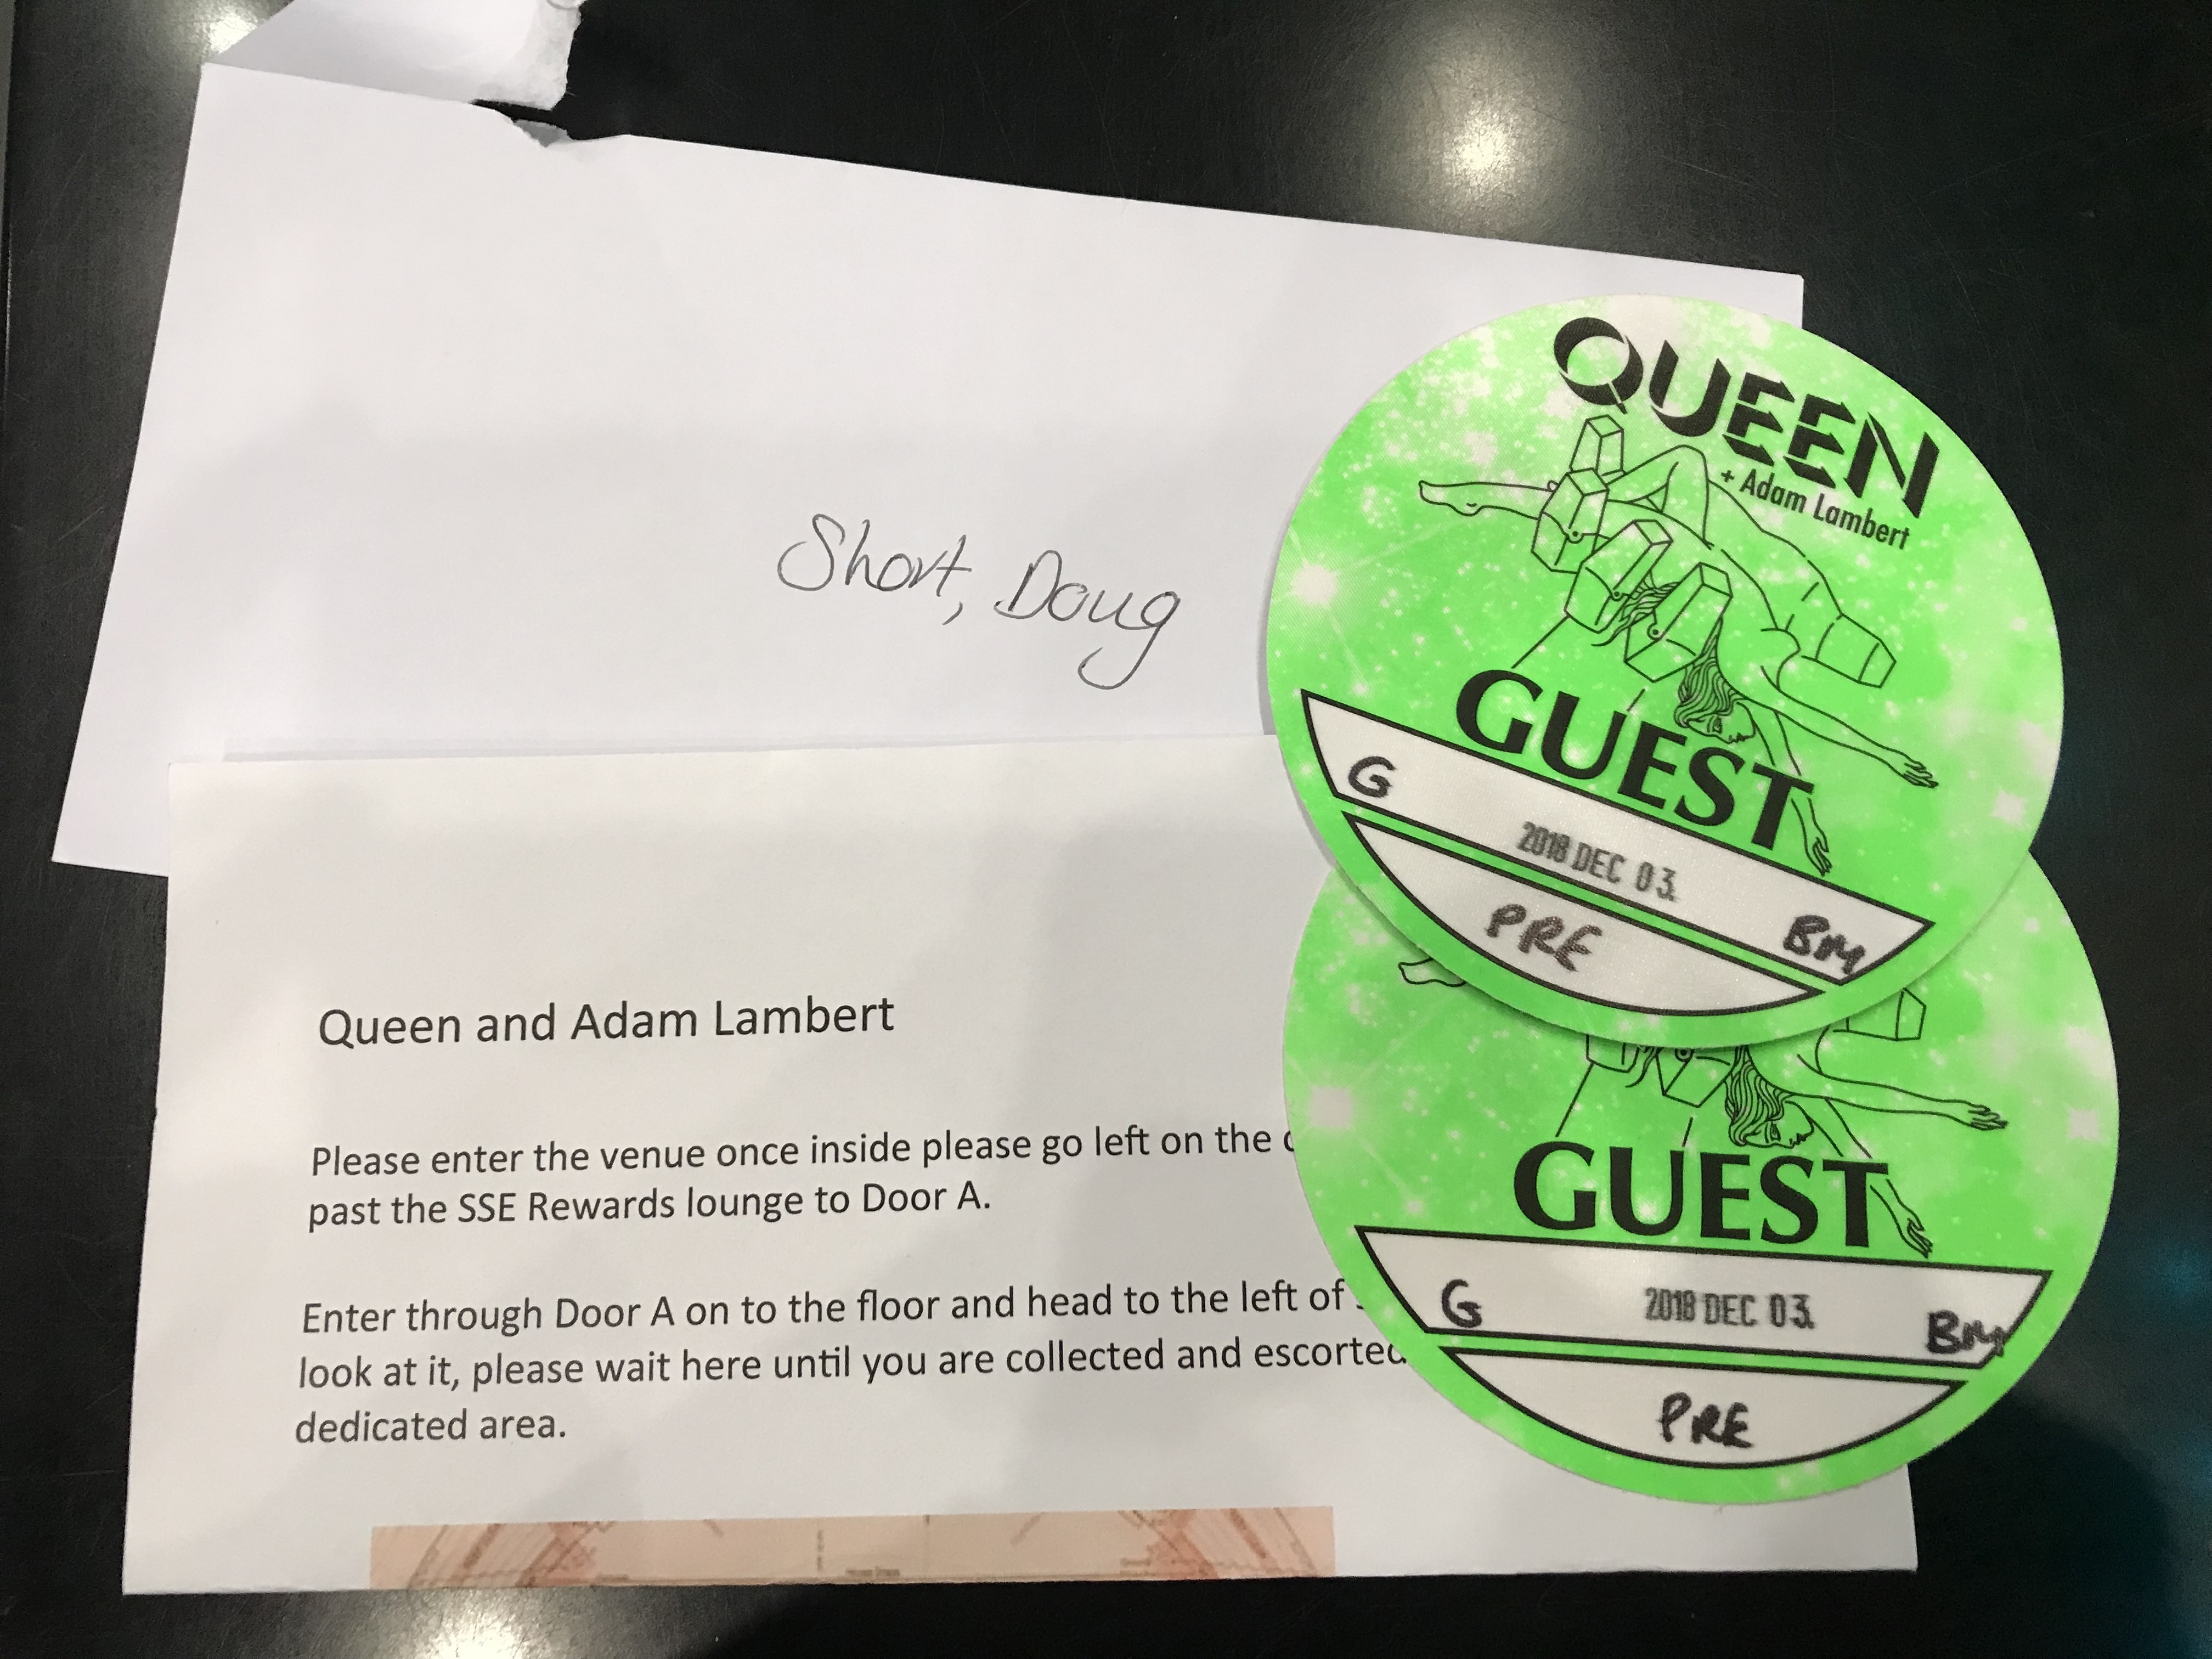 Short, Doug
QUEEN
+ Adam Lambert
GUEST
G 2018 DEC 03. BM
PRE
GUEST
G 2018 DEC 03. BM
PRE
Queen and Adam Lambert
Please enter the venue once inside please go left on the
past the SSE Rewards lounge to Door A.
Enter through Door A on to the floor and head to the left of
look at it, please wait here until you are collected and escorted
dedicated area.